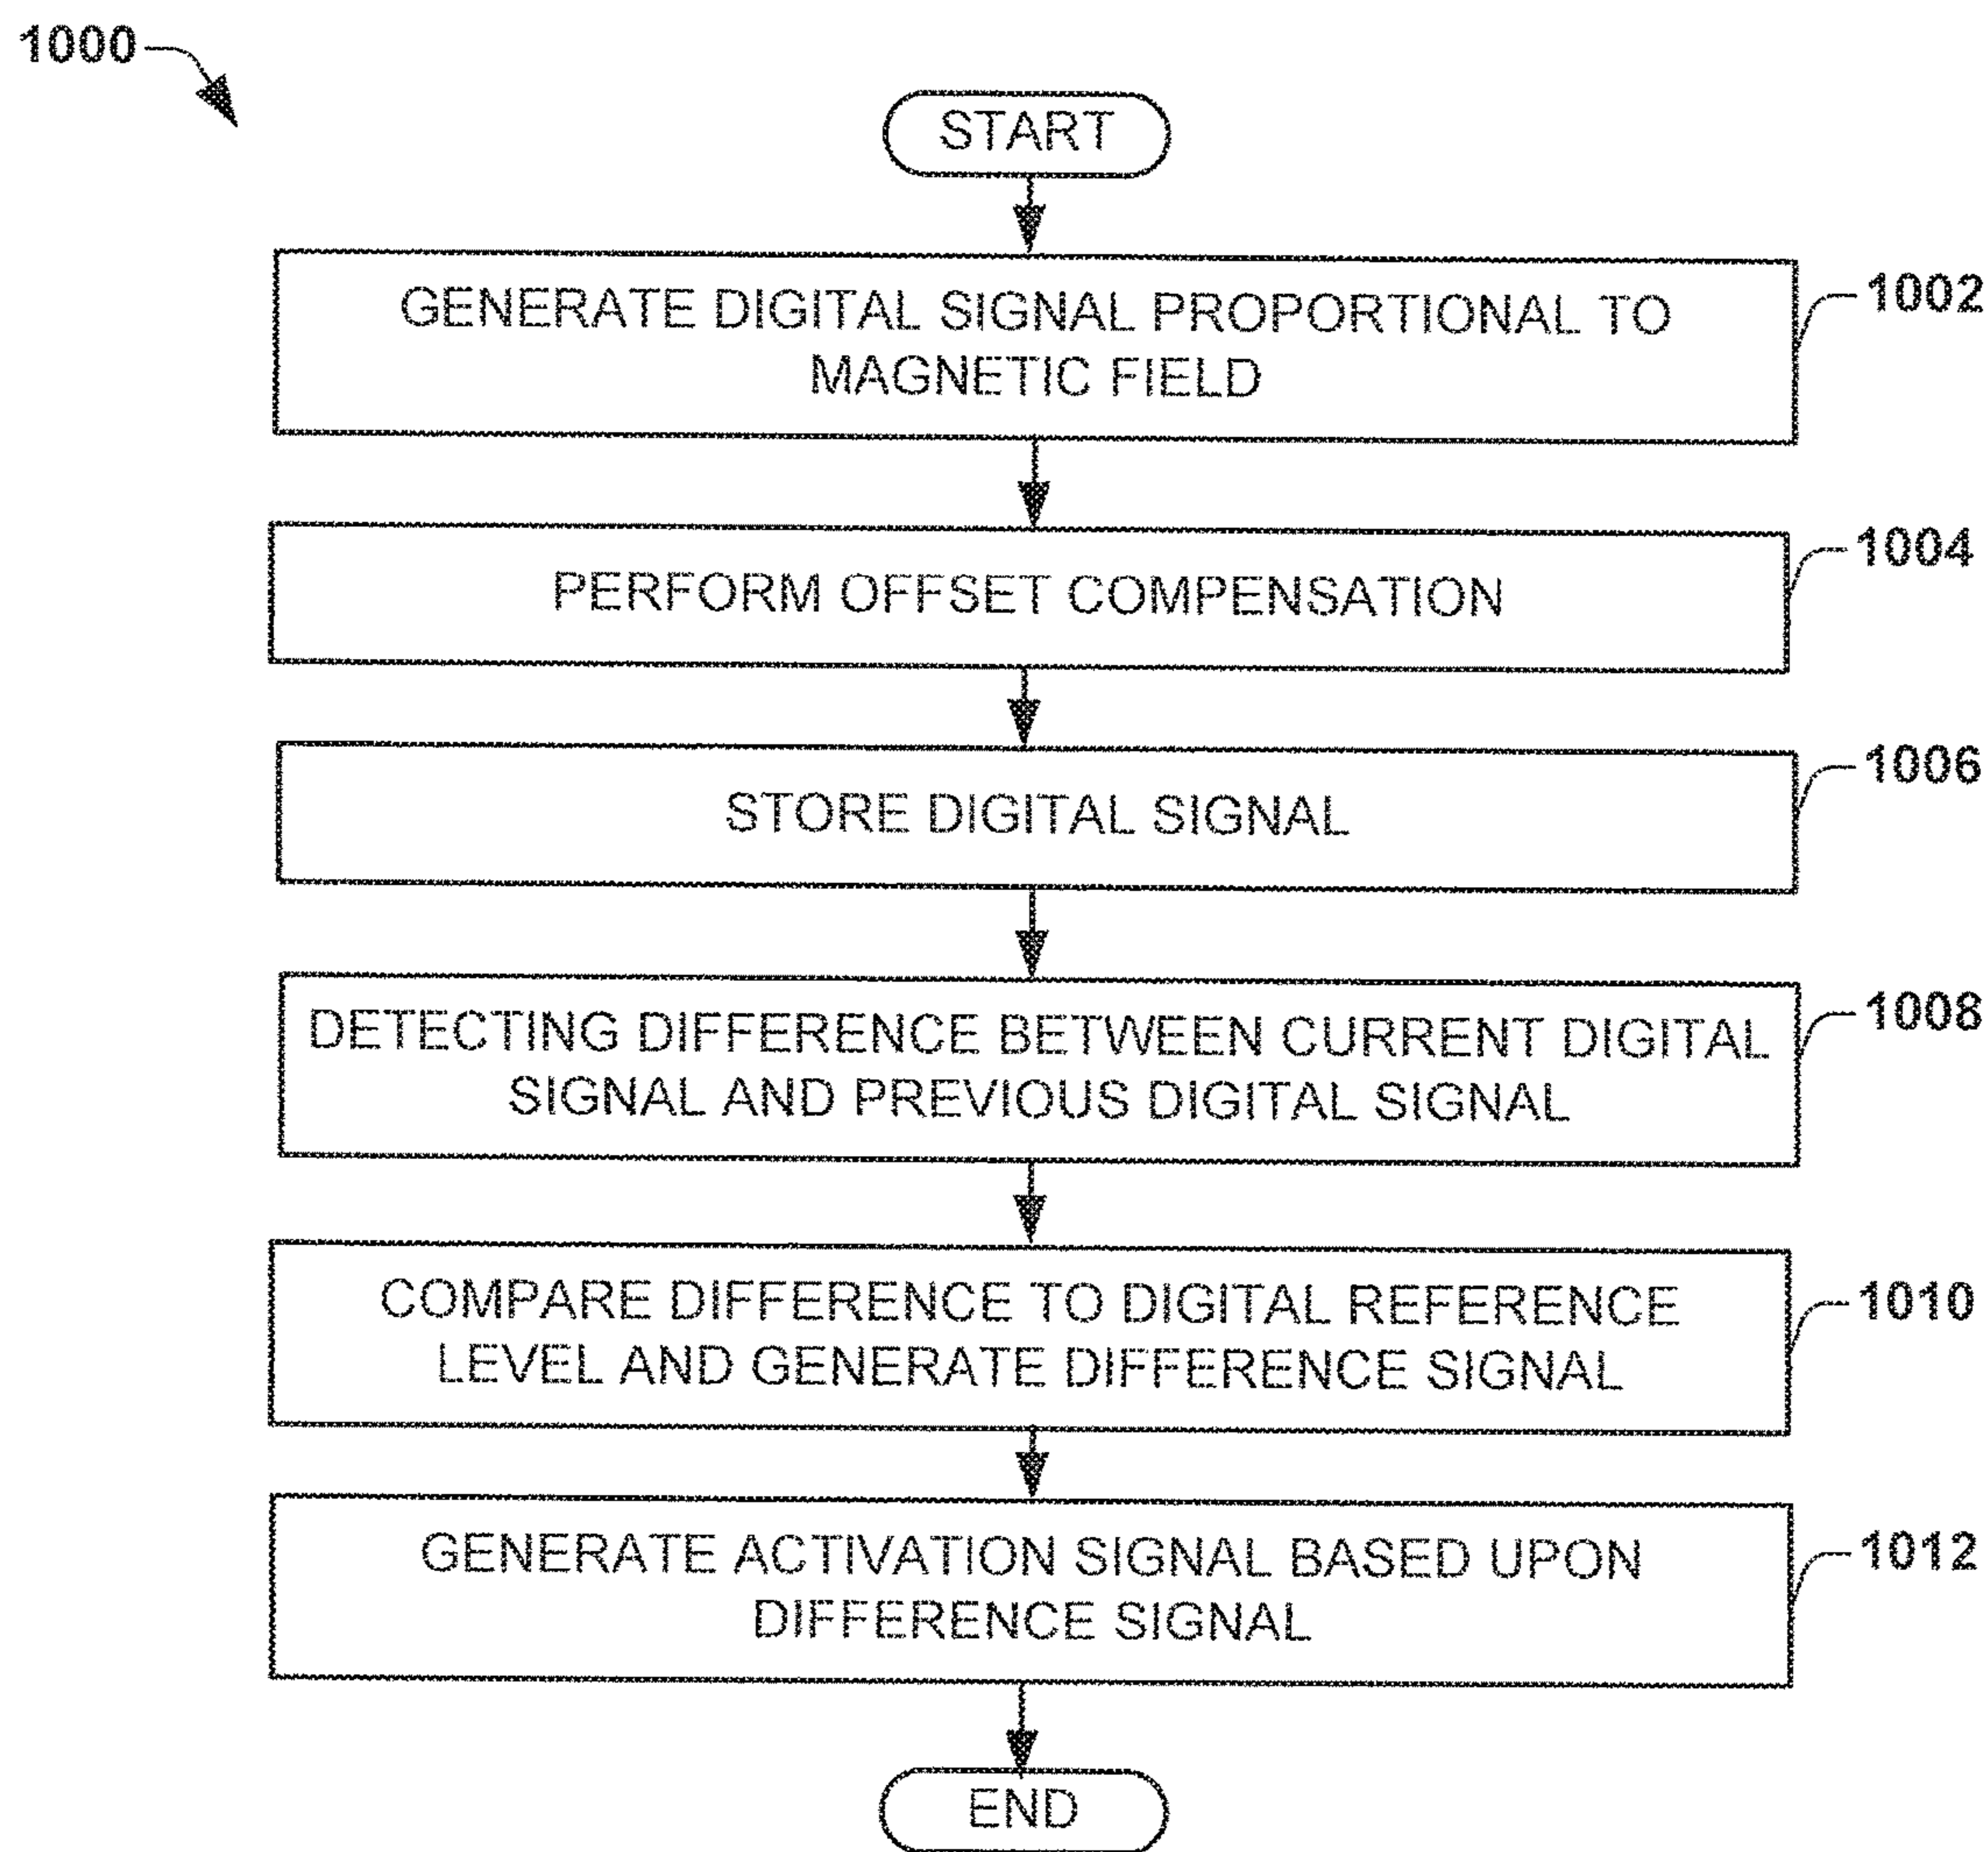 1000
START
GENERATE DIGITAL SIGNAL PROPORTIONAL TO
MAGNETIC FIELD
1002
PERFORM OFFSET COMPENSATION
1004
STORE DIGITAL SIGNAL
1006
DETECTING DIFFERENCE BETWEEN CURRENT DIGITAL
SIGNAL AND PREVIOUS DIGITAL SIGNAL
1008
COMPARE DIFFERENCE TO DIGITAL REFERENCE
LEVEL AND GENERATE DIFFERENCE SIGNAL
1010
GENERATE ACTIVATION SIGNAL BASED UPON
DIFFERENCE SIGNAL
1012
END